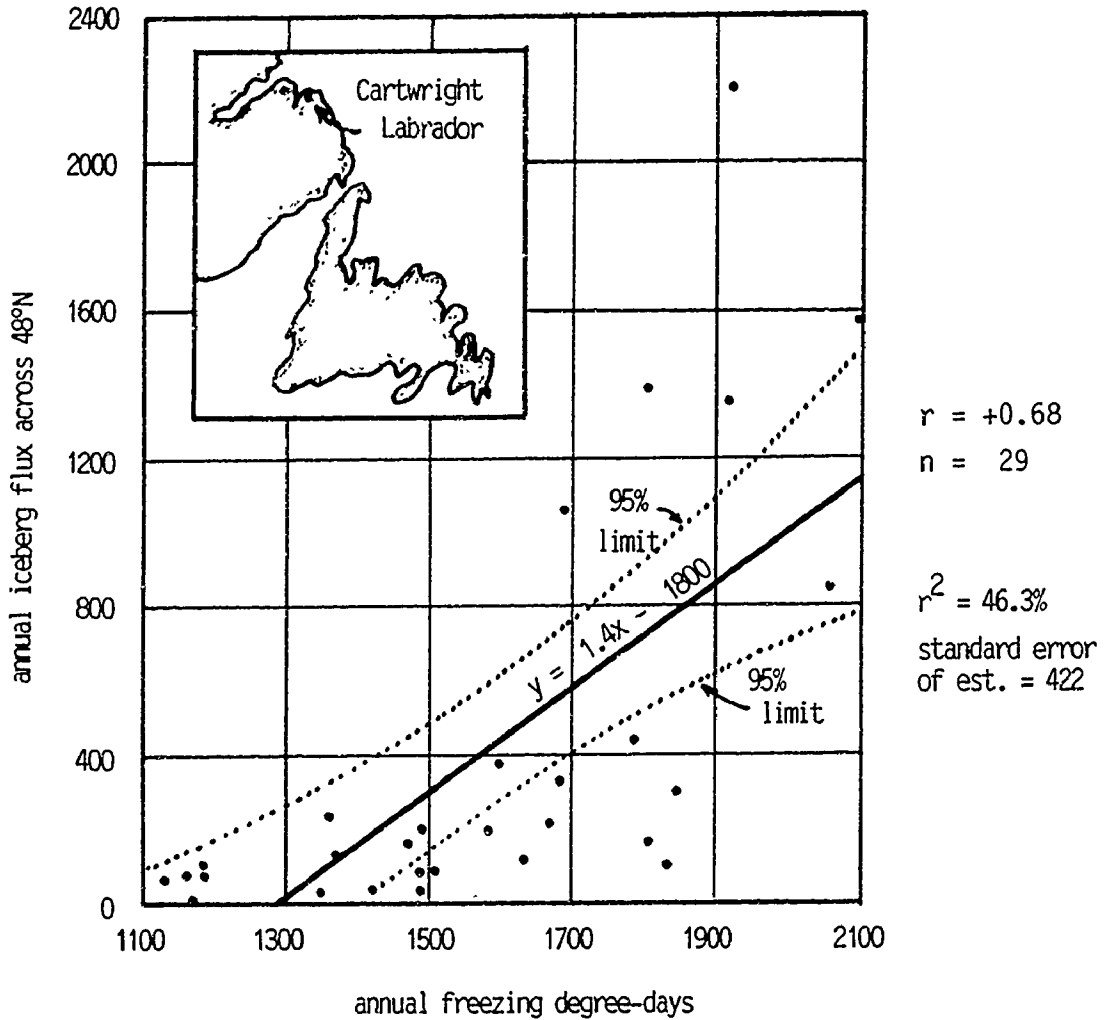 2400
2000
1600
1200
800
400
0
annual iceberg flux across 48°N
Cartwright
Labrador
95%
limit
y = 1.4x - 1800
95%
limit
r = +0.68
n = 29
r² = 46.3%
standard error
of est. = 422
1100 1300 1500 1700 1900 2100
annual freezing degree-days